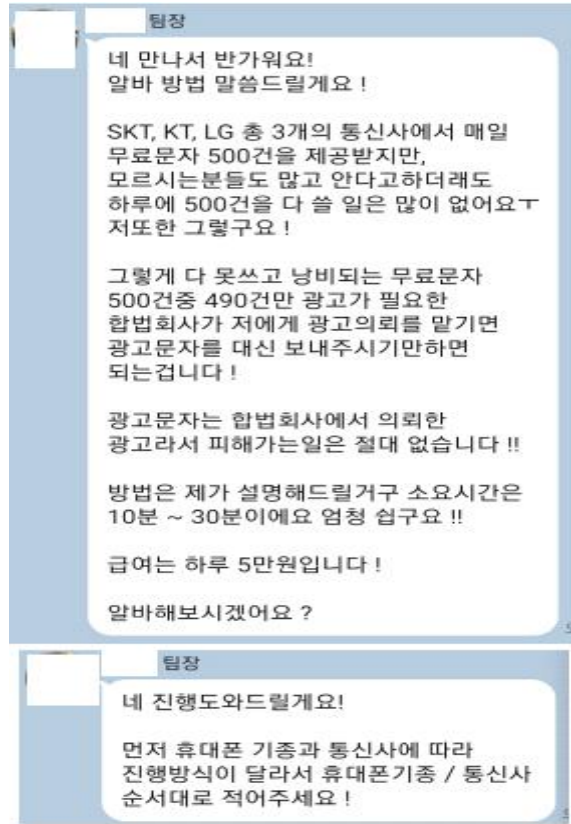 팀장
네 만나서 반가워요!
알바 방법 말씀드릴게요 !
SKT, KT, LG 총 3개의 통신사에서 매일
무료문자 500건을 제공받지만,
모르시는분들도 많고 안다고하더래도
하루에 500건을 다 쓸 일은 많이 없어요ㅜ
저또한 그렇구요 !
그렇게 다 못쓰고 낭비되는 무료문자
500건중 490건만 광고가 필요한
합법회사가 저에게 광고의뢰를 맡기면
광고문자를 대신 보내주시기만하면
되는겁니다 !
광고문자는 합법회사에서 의뢰한
광고라서 피해가는일은 절대 없습니다 !!
방법은 제가 설명해드릴거구 소요시간은
10분 ~ 30분이에요 엄청 쉽구요 !!
급여는 하루 5만원입니다 !
알바해보시겠어요 ?
팀장
네 진행도와드릴게요!
먼저 휴대폰 기종과 통신사에 따라
진행방식이 달라서 휴대폰기종 / 통신사
순서대로 적어주세요 !